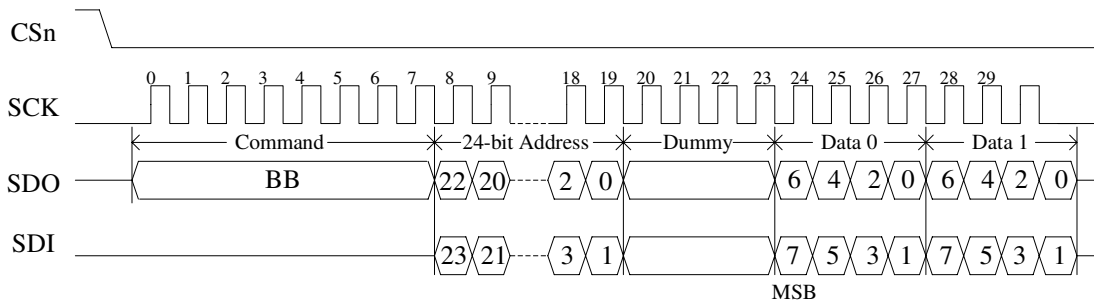 CSn
0 1 2 3 4 5 6 7 8 9 18 19 20 21 22 23 24 25 26 27 28 29
SCK
Command 24-bit Address Dummy Data 0 Data 1
SDO BB 22 20 2 0 6 4 2 0 6 4 2 0
SDI 23 21 3 1 7 5 3 1 7 5 3 1
MSB